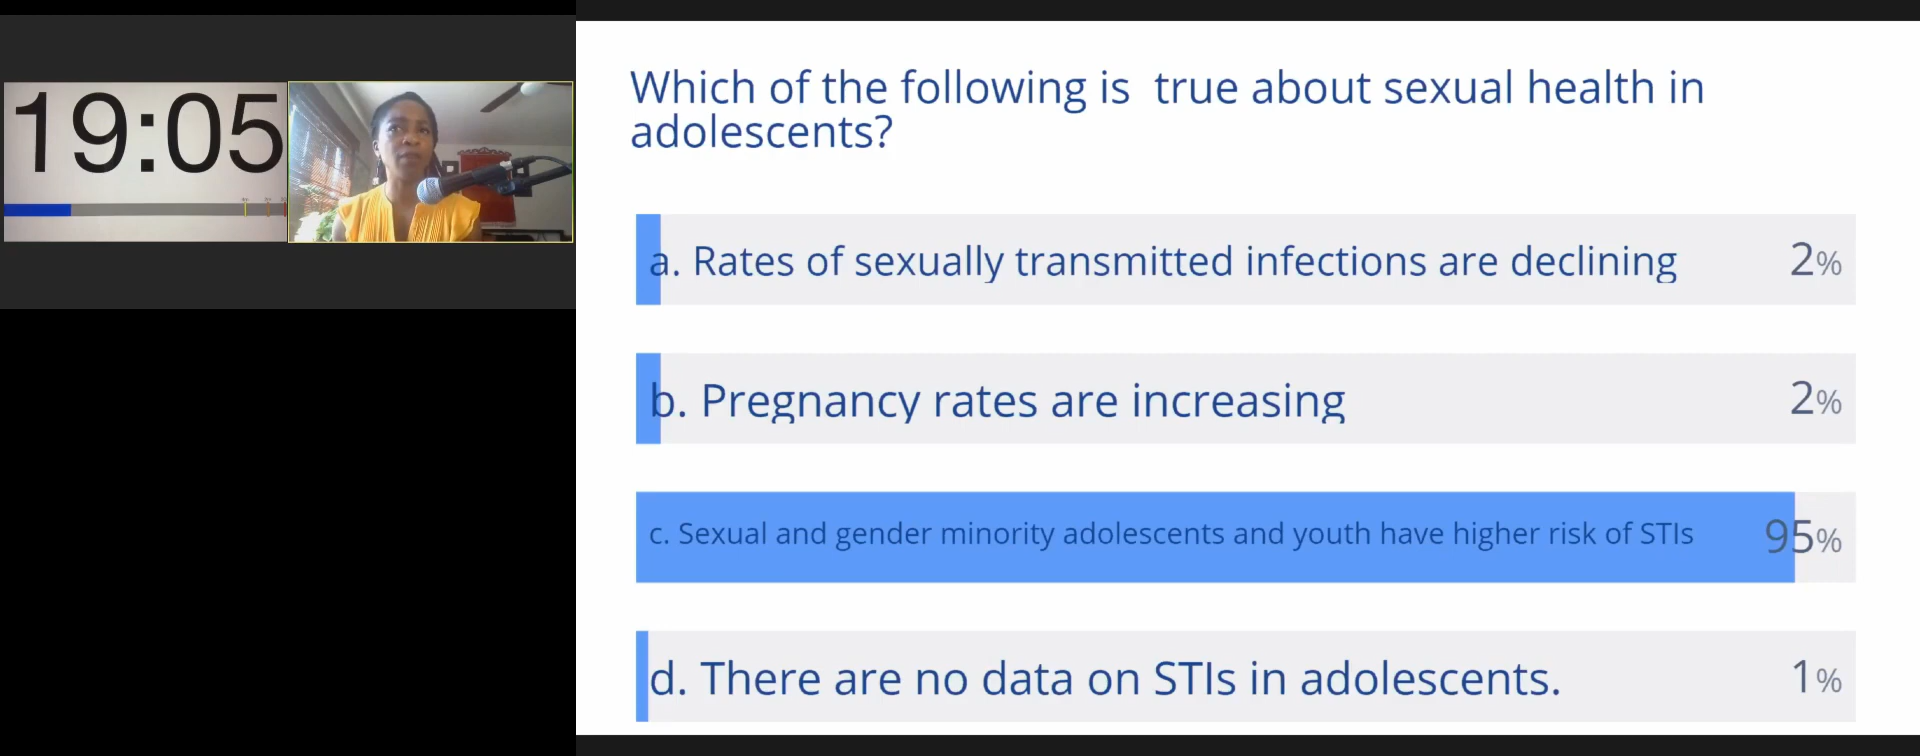 19:05
Which of the following is  true about sexual health in
adolescents?
a. Rates of sexually transmitted infections are declining
2%
b. Pregnancy rates are increasing
2%
c. Sexual and gender minority adolescents and youth have higher risk of STIs
95%
d. There are no data on STIs in adolescents.
1%